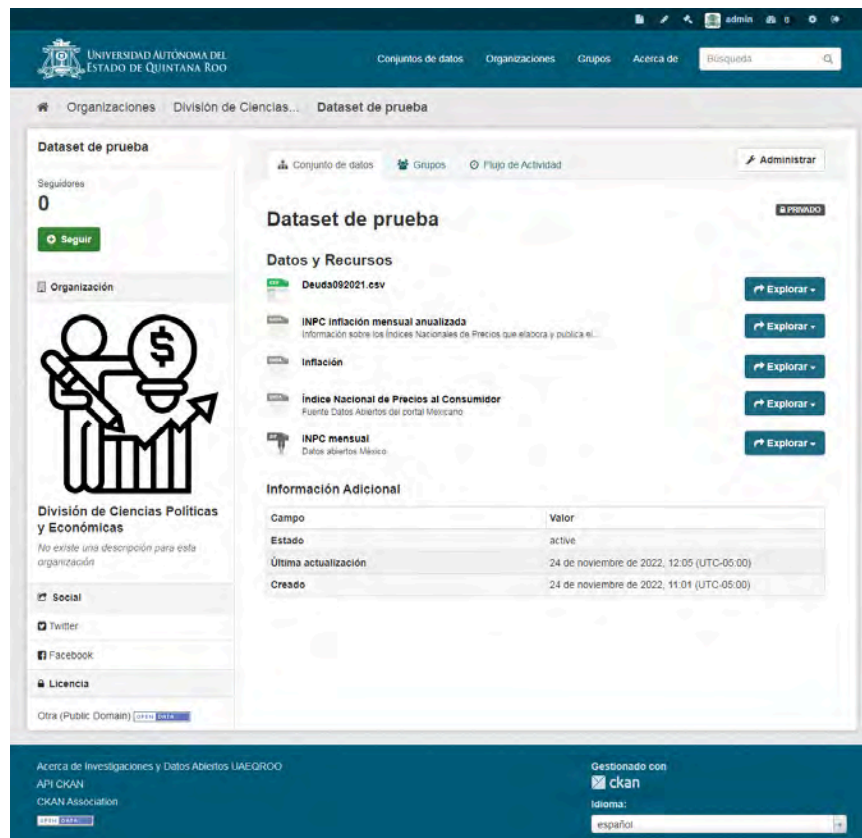 admin 0
UNIVERSIDAD AUTÓNOMA DEL
ESTADO DE QUINTANA ROO
Conjuntos de datos Organizaciones Grupos Acerca de Búsqueda
Organizaciones División de Ciencias... Dataset de prueba
Dataset de prueba
Seguidores
0
Seguir
Organización
$
División de Ciencias Políticas
y Económicas
No existe una descripción para esta
organización
Social
Twitter
Facebook
Licencia
Otra (Public Domain) OPEN DATA
Conjunto de datos Grupos Flujo de Actividad Administrar
PRIVADO
Dataset de prueba
Datos y Recursos
Deuda092021.csv Explorar
INPC inflación mensual anualizada Explorar
Información sobre los Índices Nacionales de Precios que elabora y publica el...
Inflación Explorar
Índice Nacional de Precios al Consumidor Explorar
Fuente Datos Abiertos del portal Mexicano
INPC mensual Explorar
Datos abiertos México
Información Adicional
Campo Valor
Estado active
Última actualización 24 de noviembre de 2022, 12:05 (UTC-05:00)
Creado 24 de noviembre de 2022, 11:01 (UTC-05:00)
Acerca de Investigaciones y Datos Abiertos UAEQROO
API CKAN
CKAN Association
OPEN DATA
Gestionado con
ckan
Idioma:
español